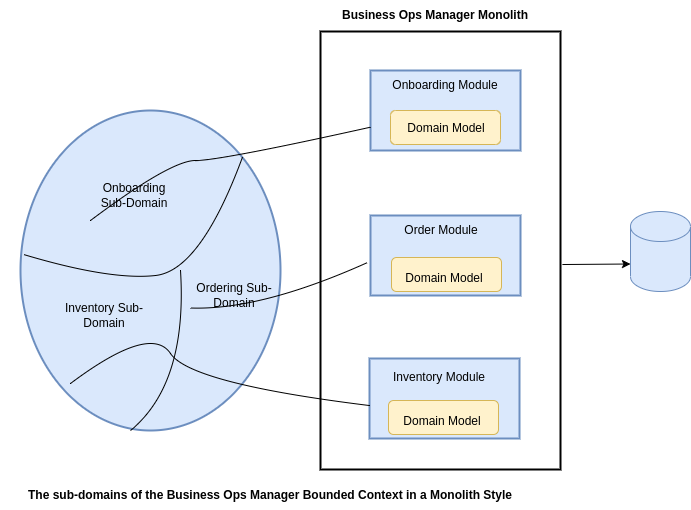 Business Ops Manager Monolith
Onboarding Module
Domain Model
Onboarding
Sub-Domain
Order Module
Domain Model
Ordering Sub-
Domain
Inventory Sub-
Domain
Inventory Module
Domain Model
The sub-domains of the Business Ops Manager Bounded Context in a Monolith Style